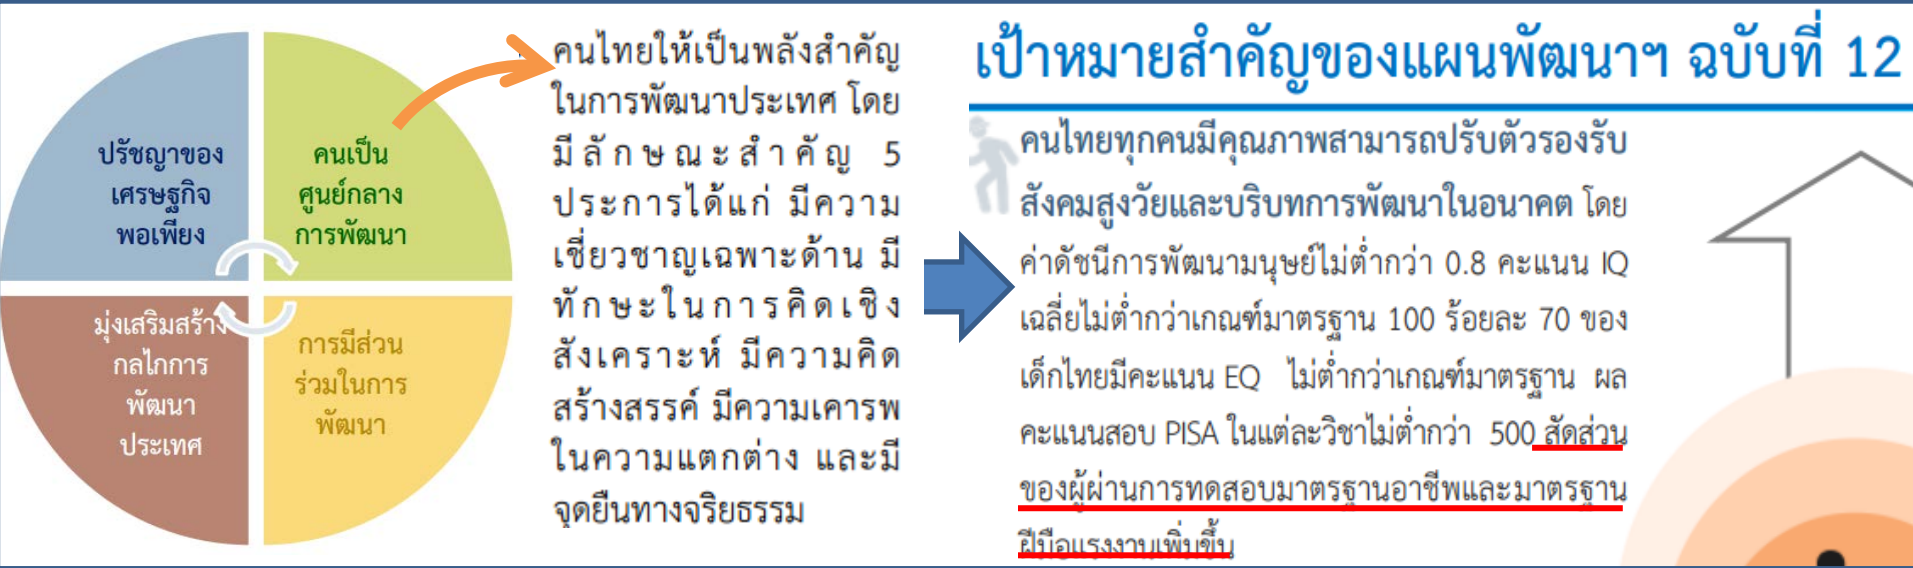 ปรัชญาของ
เศรษฐกิจ
พอเพียง
คนเป็น
ศูนย์กลาง
การพัฒนา
มุ่งเสริมสร้าง
กลไกการ
พัฒนา
ประเทศ
การมีส่วน
ร่วมในการ
พัฒนา
คนไทยให้เป็นพลังสำคัญ
ในการพัฒนาประเทศ โดย
มีลักษณะสำคัญ 5
ประการได้แก่ มีความ
เชี่ยวชาญเฉพาะด้าน มี
ทักษะในการคิดเชิง
สังเคราะห์ มีความคิด
สร้างสรรค์ มีความเคารพ
ในความแตกต่าง และมี
จุดยืนทางจริยธรรม
เป้าหมายสำคัญของแผนพัฒนาฯ ฉบับที่ 12
คนไทยทุกคนมีคุณภาพสามารถปรับตัวรองรับ
สังคมสูงวัยและบริบทการพัฒนาในอนาคต โดย
ค่าดัชนีการพัฒนามนุษย์ไม่ต่ำกว่า 0.8 คะแนน IQ
เฉลี่ยไม่ต่ำกว่าเกณฑ์มาตรฐาน 100 ร้อยละ 70 ของ
เด็กไทยมีคะแนน EQ ไม่ต่ำกว่าเกณฑ์มาตรฐาน ผล
คะแนนสอบ PISA ในแต่ละวิชาไม่ต่ำกว่า 500 สัดส่วน
ของผู้ผ่านการทดสอบมาตรฐานอาชีพและมาตรฐาน
ฝีมือแรงงานเพิ่มขึ้น